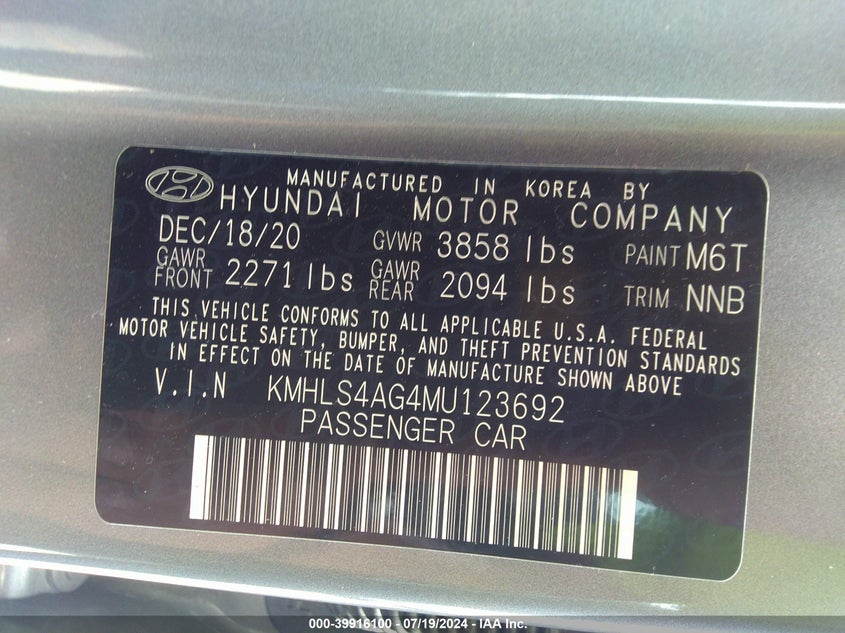 MANUFACTURED IN KOREA BY
HYUNDAI MOTOR COMPANY
DEC/18/20 GVWR 3858 lbs PAINT M6T
GAWR FRONT 2271 lbs GAWR REAR 2094 lbs TRIM NNB
THIS VEHICLE CONFORMS TO ALL APPLICABLE U.S.A. FEDERAL
MOTOR VEHICLE SAFETY, BUMPER, AND THEFT PREVENTION STANDARDS
IN EFFECT ON THE DATE OF MANUFACTURE SHOWN ABOVE
V.I.N KMHLS4AG4MU123692
PASSENGER CAR
000-39916100 - 07/19/2024 - IAA Inc.